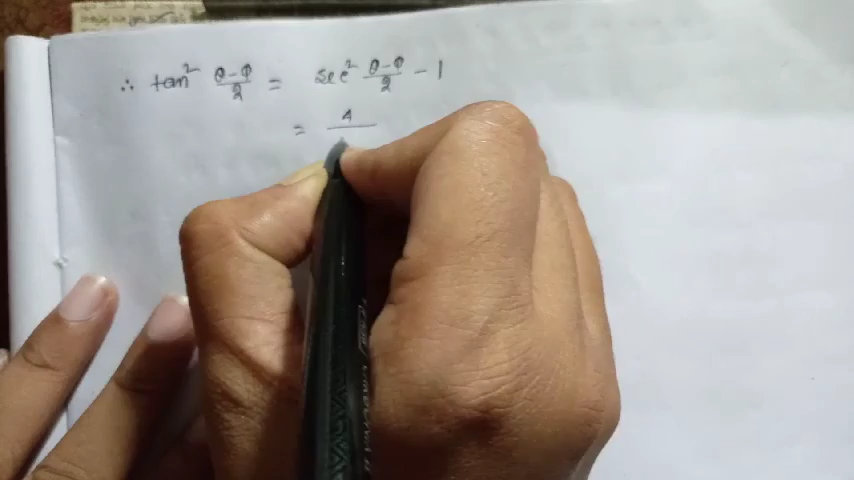 ∴ tan² (θ-φ)/2 = sec² (θ-φ)/2 - 1
= 4